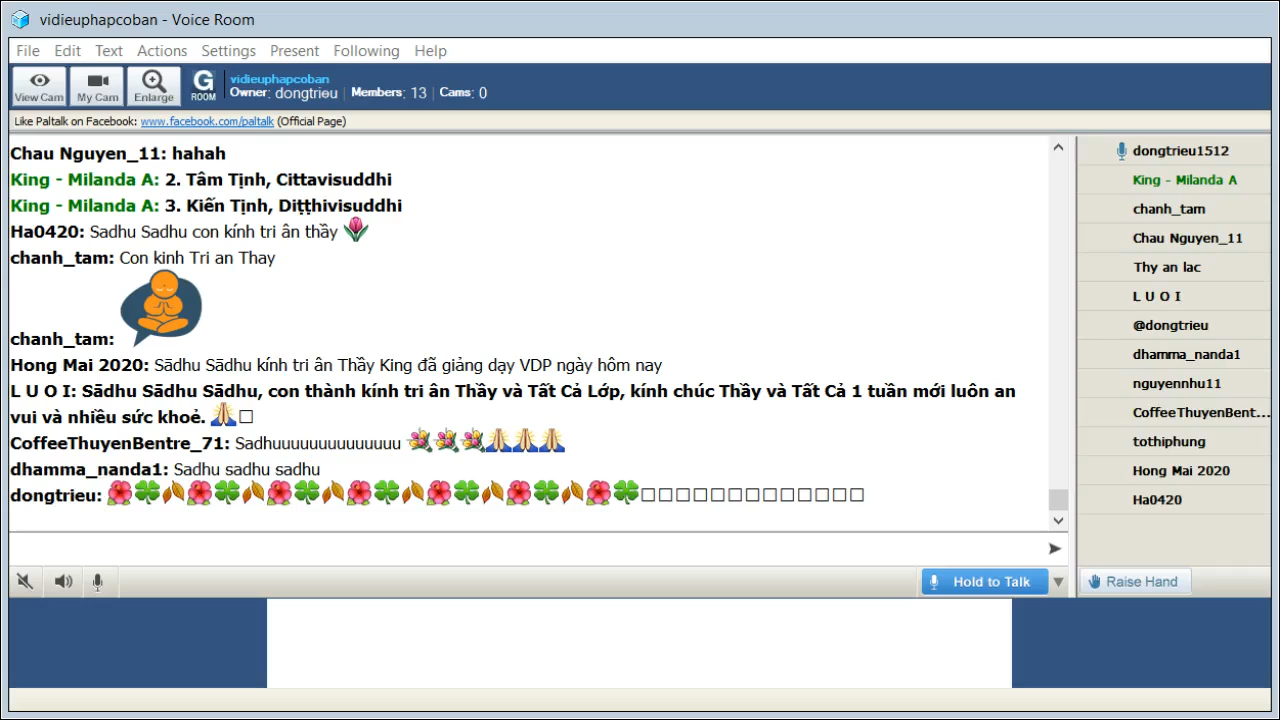 vidieuphapcoban - Voice Room
File Edit Text Actions Settings Present Following Help
View Cam My Cam Enlarge G ROOM vidieuphapcoban
Owner: dongtrieu | Members: 13 | Cams: 0
Like Paltalk on Facebook: www.facebook.com/paltalk (Official Page)
Chau Nguyen_11: hahah
King - Milanda A: 2. Tâm Tịnh, Cittavisuddhi
King - Milanda A: 3. Kiến Tịnh, Diṭṭhivisuddhi
Ha0420: Sadhu Sadhu con kính tri ân thầy 🌷
chanh_tam: Con kinh Tri an Thay
chanh_tam:
Hong Mai 2020: Sādhu Sādhu kính tri ân Thầy King đã giảng dạy VDP ngày hôm nay
L U O I: Sādhu Sādhu Sādhu, con thành kính tri ân Thầy và Tất Cả Lớp, kính chúc Thầy và Tất Cả 1 tuần mới luôn an
vui và nhiều sức khoẻ. 🙏□
CoffeeThuyenBentre_71: Sadhuuuuuuuuuuuuuu 💐💐💐🙏🙏🙏
dhamma_nanda1: Sadhu sadhu sadhu
dongtrieu: 🌺🍀🍂🌺🍀🍂🌺🍀🍂🌺🍀🍂🌺🍀🍂🌺🍀🍂🌺🍀□□□□□□□□□□□□□
Hold to Talk
dongtrieu1512
King - Milanda A
chanh_tam
Chau Nguyen_11
Thy an lac
L U O I
@dongtrieu
dhamma_nanda1
nguyennhu11
CoffeeThuyenBent...
tothiphung
Hong Mai 2020
Ha0420
Raise Hand